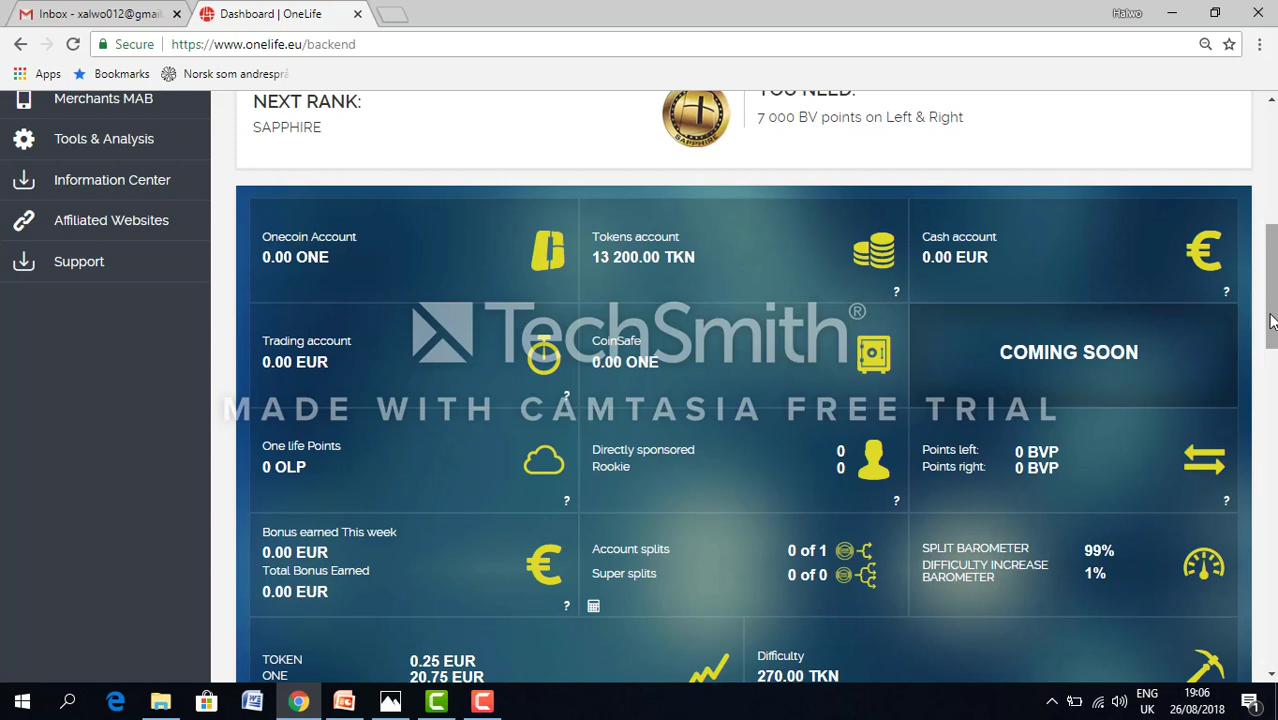 Inbox - xalwo012@gmai
Dashboard | OneLife
Halwo
Secure
https://www.onelife.eu/backend
Apps
Bookmarks
Norsk som andresprå
Merchants MAB
Tools & Analysis
Information Center
Affiliated Websites
Support
NEXT RANK:
SAPPHIRE
SAPPHIRE
YOU NEED:
7 000 BV points on Left & Right
Onecoin Account
0.00 ONE
Tokens account
13 200.00 TKN
?
Cash account
0.00 EUR
?
Trading account
0.00 EUR
?
CoinSafe
0.00 ONE
COMING SOON
TechSmith®
MADE WITH CAMTASIA FREE TRIAL
One life Points
0 OLP
?
Directly sponsored 0
Rookie 0
?
Points left: 0 BVP
Points right: 0 BVP
?
Bonus earned This week
0.00 EUR
Total Bonus Earned
0.00 EUR
?
Account splits 0 of 1
Super splits 0 of 0
SPLIT BAROMETER 99%
DIFFICULTY INCREASE
BAROMETER 1%
TOKEN 0.25 EUR
ONE 20.75 EUR
Difficulty
270.00 TKN
ENG
UK
19:06
26/08/2018
1